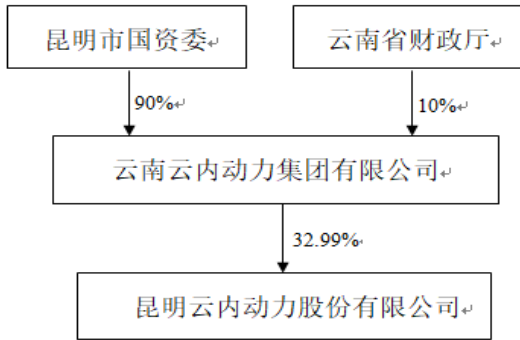 昆明市国资委
云南省财政厅
90%
10%
云南云内动力集团有限公司
32.99%
昆明云内动力股份有限公司